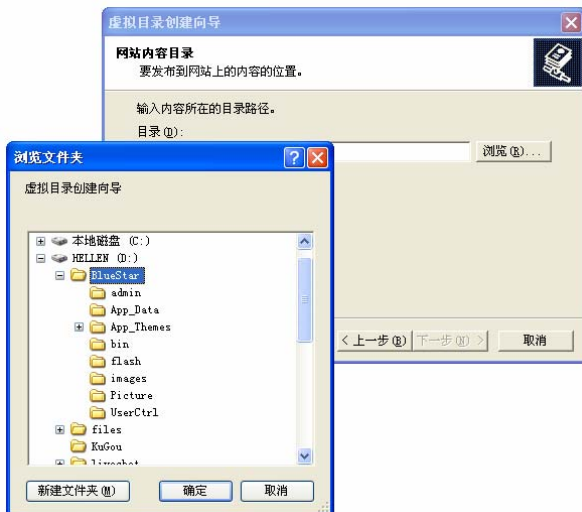 虚拟目录创建向导
网站内容目录
要发布到网站上的内容的位置。
输入内容所在的目录路径。
目录(D):
浏览(R)...
< 上一步(B)
下一步(N) >
取消
浏览文件夹
虚拟目录创建向导
本地磁盘 (C:)
HELLEN (D:)
BlueStar
admin
App_Data
App_Themes
bin
flash
images
Picture
UserCtrl
files
KuGou
新建文件夹(M)
确定
取消